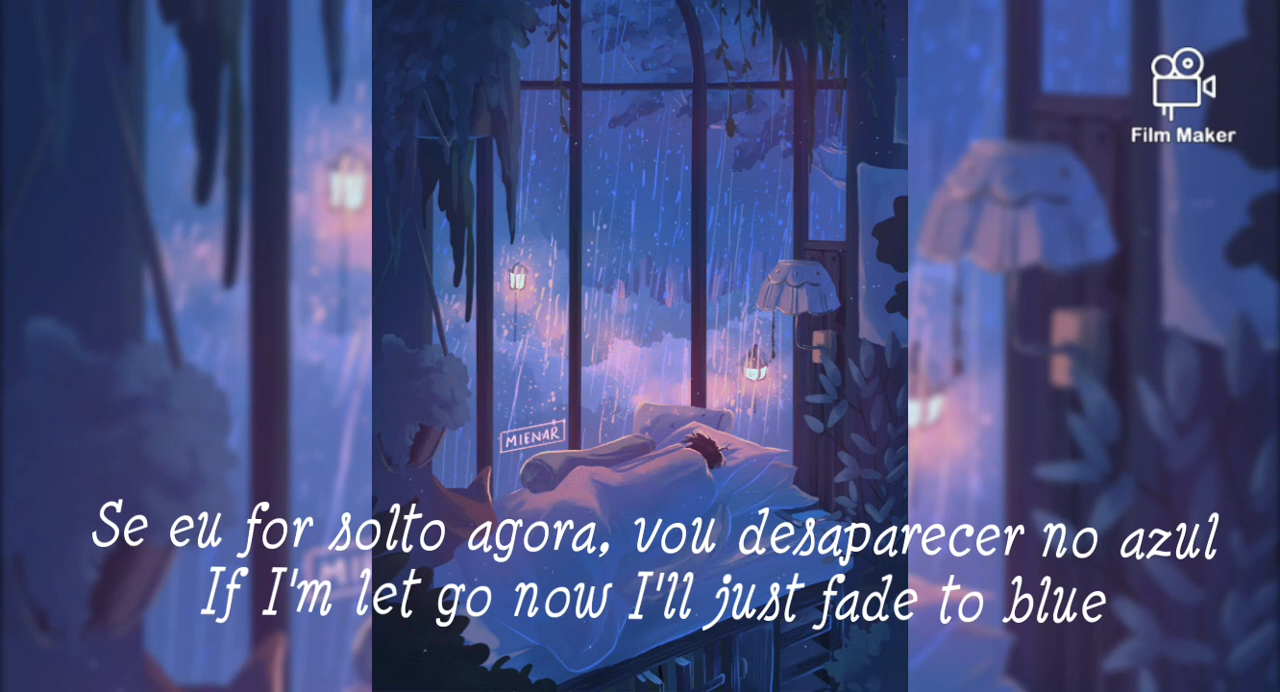 Film Maker
MIENAR
Se eu for solto agora, vou desaparecer no azul
If I'm let go now I'll just fade to blue